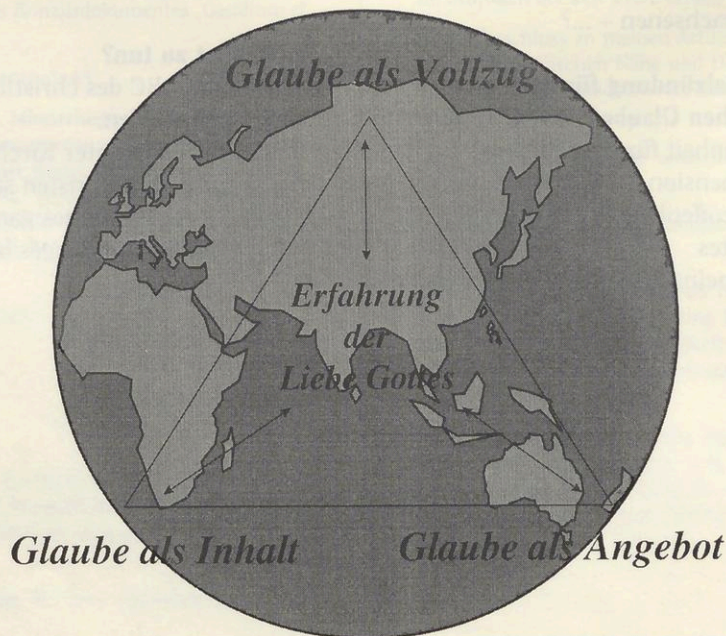 Glaube als Vollzug
Erfahrung
der
Liebe Gottes
Glaube als Inhalt
Glaube als Angebot